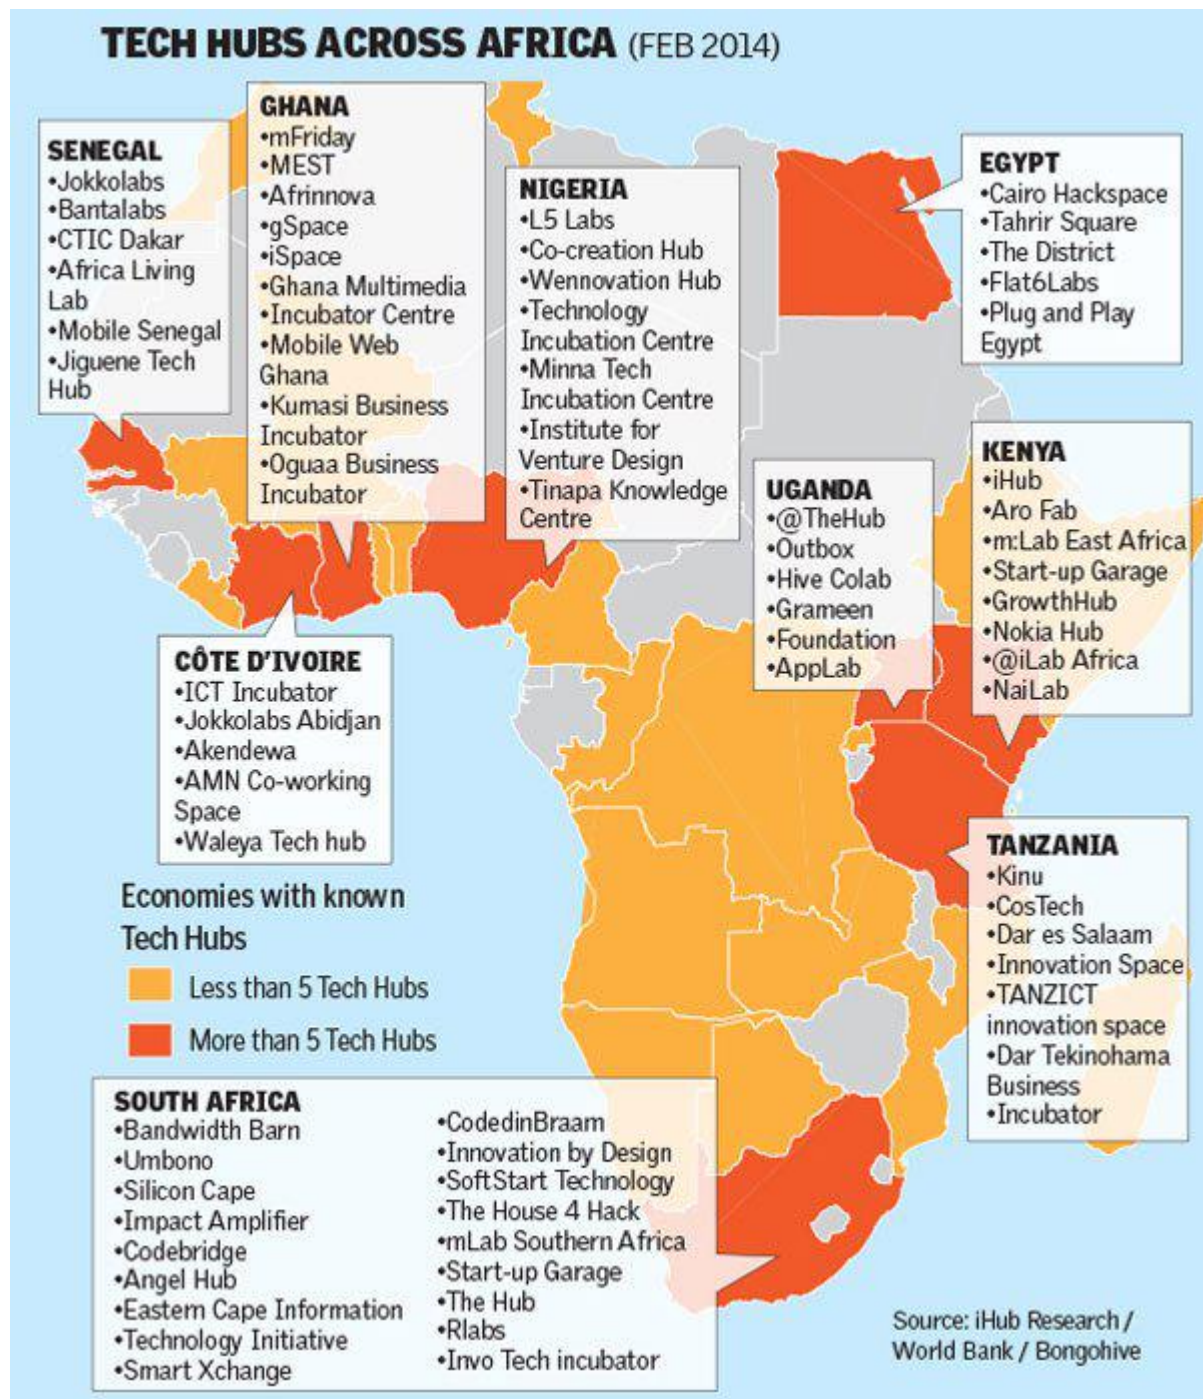 TECH HUBS ACROSS AFRICA (FEB 2014)
SENEGAL
•Jokkolabs
•Bantalabs
•CTIC Dakar
•Africa Living
Lab
•Mobile Senegal
•Jiguene Tech
Hub
GHANA
•mFriday
•MEST
•Afrinnova
•gSpace
•iSpace
•Ghana Multimedia
•Incubator Centre
•Mobile Web
Ghana
•Kumasi Business
Incubator
•Oguaa Business
Incubator
NIGERIA
•L5 Labs
•Co-creation Hub
•Wennovation Hub
•Technology
Incubation Centre
•Minna Tech
Incubation Centre
•Institute for
Venture Design
•Tinapa Knowledge
Centre
EGYPT
•Cairo Hackspace
•Tahrir Square
•The District
•Flat6Labs
•Plug and Play
Egypt
UGANDA
•@TheHub
•Outbox
•Hive Colab
•Grameen
•Foundation
•AppLab
KENYA
•iHub
•Aro Fab
•m:Lab East Africa
•Start-up Garage
•GrowthHub
•Nokia Hub
•@iLab Africa
•NaiLab
CÔTE D'IVOIRE
•ICT Incubator
•Jokkolabs Abidjan
•Akendewa
•AMN Co-working
Space
•Waleya Tech hub
TANZANIA
•Kinu
•CosTech
•Dar es Salaam
•Innovation Space
•TANZICT
innovation space
•Dar Tekinohama
Business
•Incubator
Economies with known
Tech Hubs
Less than 5 Tech Hubs
More than 5 Tech Hubs
SOUTH AFRICA
•Bandwidth Barn
•Umbono
•Silicon Cape
•Impact Amplifier
•Codebridge
•Angel Hub
•Eastern Cape Information
•Technology Initiative
•Smart Xchange
•CodedinBraam
•Innovation by Design
•SoftStart Technology
•The House 4 Hack
•mLab Southern Africa
•Start-up Garage
•The Hub
•Rlabs
•Invo Tech incubator
Source: iHub Research /
World Bank / Bongohive